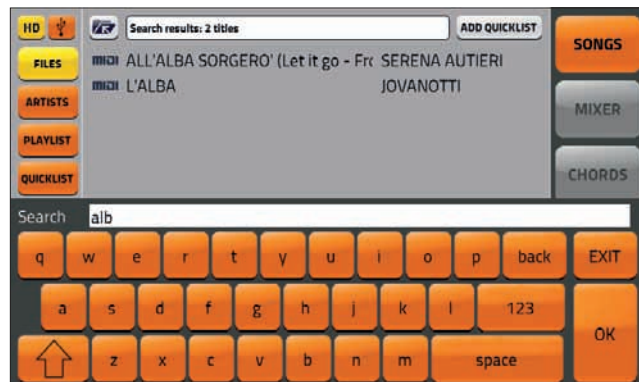 HD Search results: 2 titles ADD QUICKLIST
SONGS
FILES
midi ALL'ALBA SORGERO' (Let it go - Frc SERENA AUTIERI
midi L'ALBA JOVANOTTI
ARTISTS
MIXER
PLAYLIST
QUICKLIST
CHORDS
Search alb
q w e r t y u i o p back EXIT
a s d f g h j k l 123
OK
z x c v b n m space